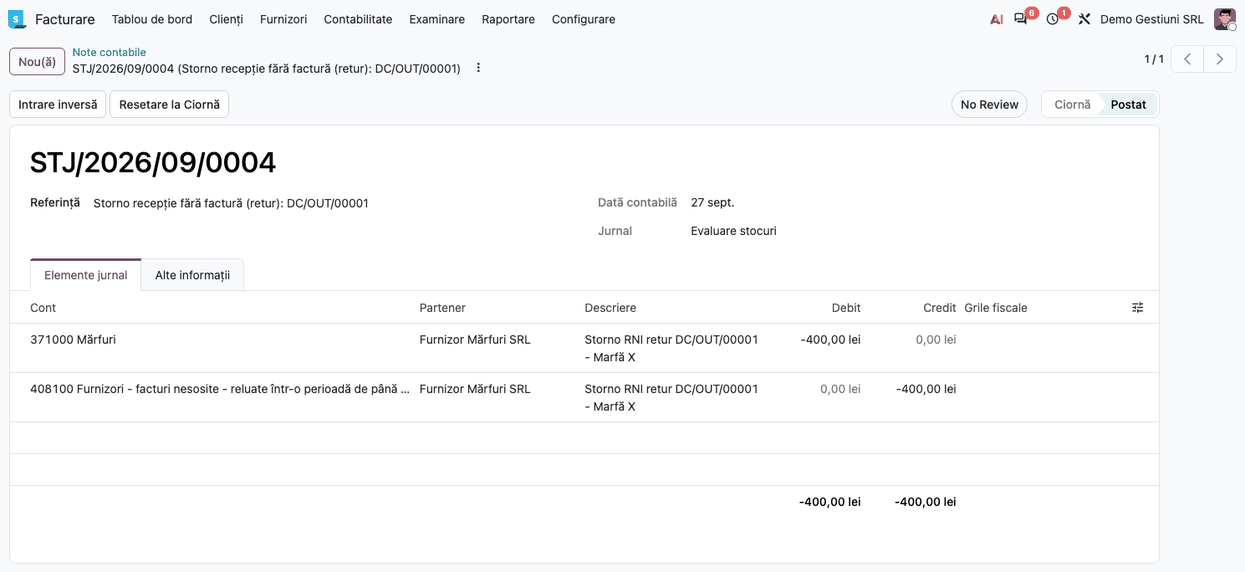 Facturare Tablou de bord Clienți Furnizori Contabilitate Examinare Raportare Configurare AI 6 1 Demo Gestiuni SRL
Nou(ă) Note contabile
STJ/2026/09/0004 (Storno recepție fără factură (retur): DC/OUT/00001) 1 / 1
Intrare inversă Resetare la Ciornă No Review Ciornă Postat
STJ/2026/09/0004
Referință Storno recepție fără factură (retur): DC/OUT/00001 Dată contabilă 27 sept.
Jurnal Evaluare stocuri
Elemente jurnal Alte informații
Cont Partener Descriere Debit Credit Grile fiscale
371000 Mărfuri Furnizor Mărfuri SRL Storno RNI retur DC/OUT/00001 -400,00 lei 0,00 lei
- Marfă X
408100 Furnizori - facturi nesosite - reluate într-o perioadă de până ... Furnizor Mărfuri SRL Storno RNI retur DC/OUT/00001 0,00 lei -400,00 lei
- Marfă X
-400,00 lei -400,00 lei